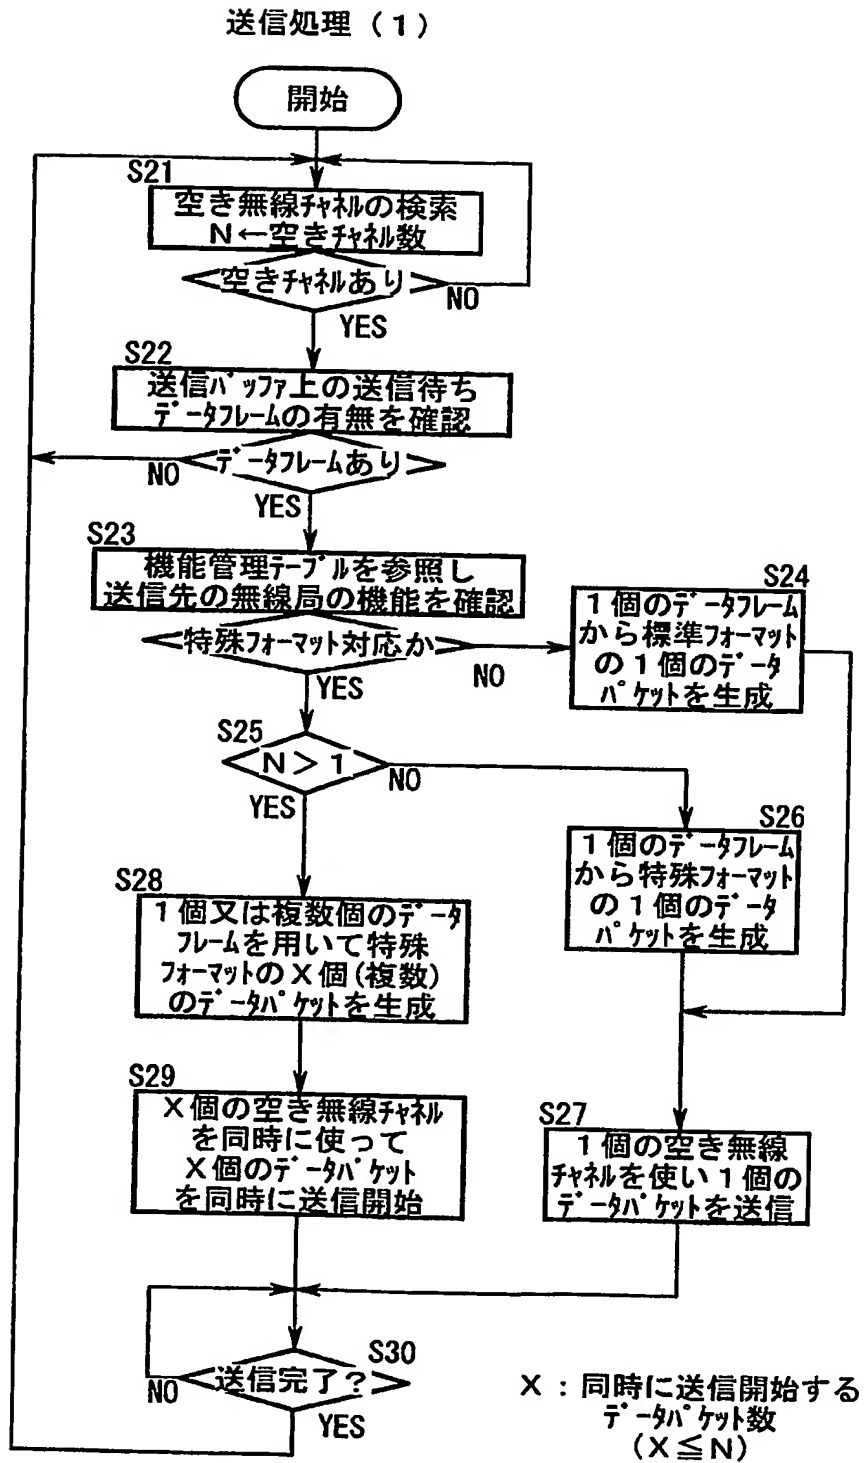 送信処理（1）
開始
S21
空き無線ﾁｬﾈﾙの検索
N←空きﾁｬﾈﾙ数
空きﾁｬﾈﾙあり
NO
YES
S22
送信ﾊﾞｯﾌｧ上の送信待ち
ﾃﾞｰﾀﾌﾚｰﾑの有無を確認
ﾃﾞｰﾀﾌﾚｰﾑあり
NO
YES
S23
機能管理ﾃｰﾌﾞﾙを参照し
送信先の無線局の機能を確認
特殊ﾌｫｰﾏｯﾄ対応か
NO
YES
S24
1個のﾃﾞｰﾀﾌﾚｰﾑ
から標準ﾌｫｰﾏｯﾄ
の1個のﾃﾞｰﾀ
ﾊﾟｹｯﾄを生成
S25
N＞1
NO
YES
S26
1個のﾃﾞｰﾀﾌﾚｰﾑ
から特殊ﾌｫｰﾏｯﾄ
の1個のﾃﾞｰﾀ
ﾊﾟｹｯﾄを生成
S28
1個又は複数個のﾃﾞｰﾀ
ﾌﾚｰﾑを用いて特殊
ﾌｫｰﾏｯﾄのX個(複数)
のﾃﾞｰﾀﾊﾟｹｯﾄを生成
S29
X個の空き無線ﾁｬﾈﾙ
を同時に使って
X個のﾃﾞｰﾀﾊﾟｹｯﾄ
を同時に送信開始
S27
1個の空き無線
ﾁｬﾈﾙを使い1個の
ﾃﾞｰﾀﾊﾟｹｯﾄを送信
S30
送信完了？
NO
YES
X：同時に送信開始する
ﾃﾞｰﾀﾊﾟｹｯﾄ数
(X≦N)